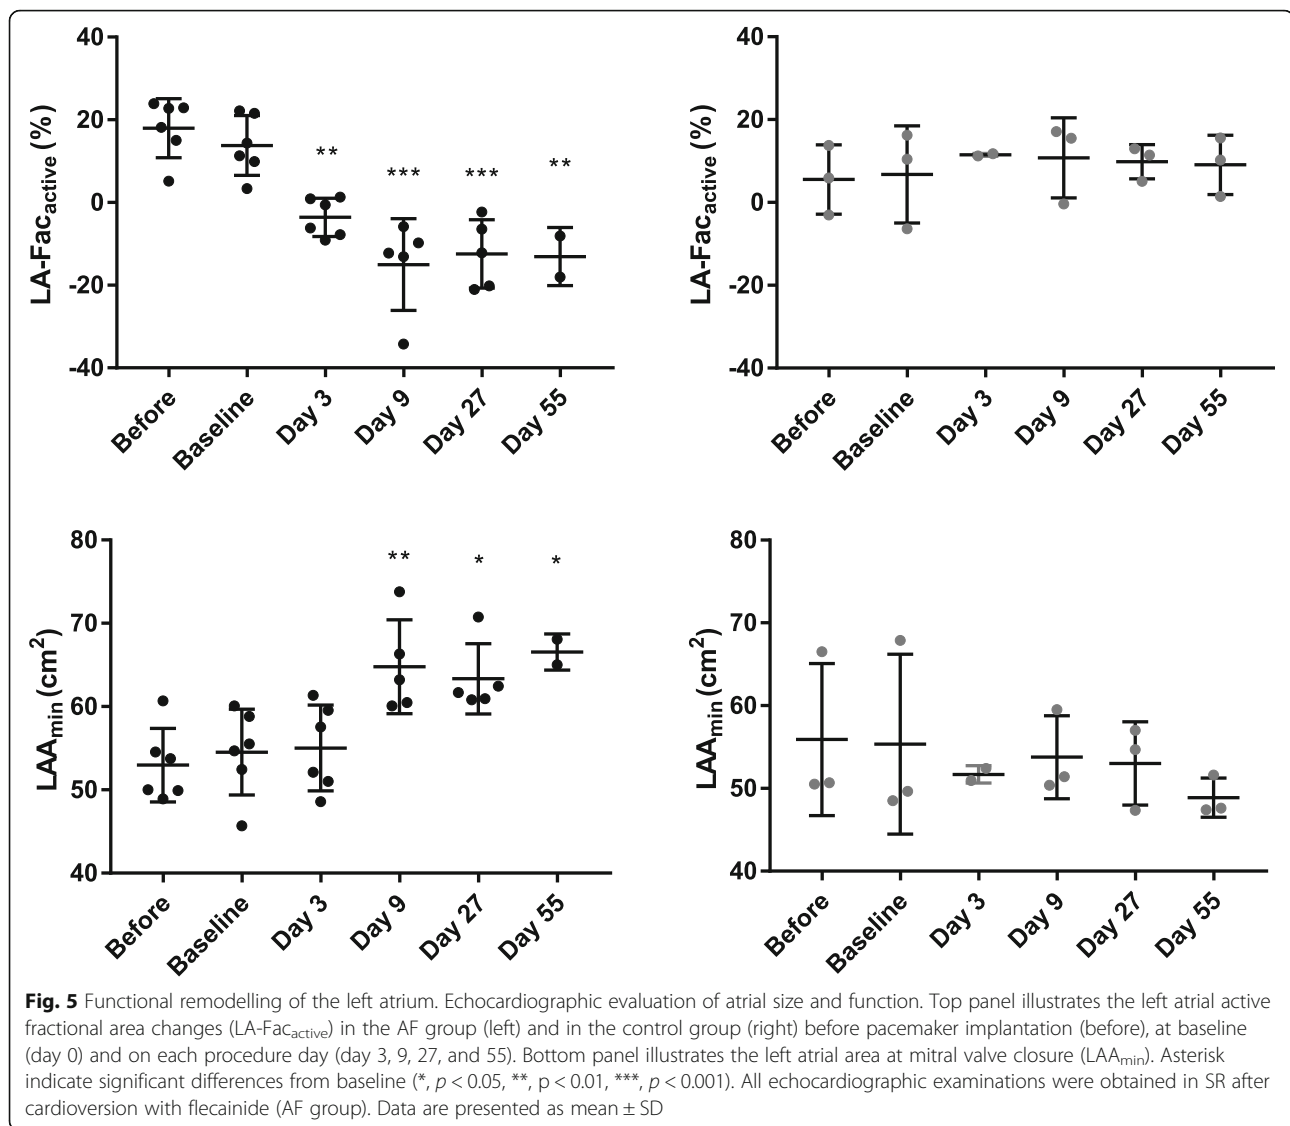 40
20
0
-20
-40
LA-Fac_active (%)
** *** *** **
Before Baseline Day 3 Day 9 Day 27 Day 55
40
20
0
-20
-40
LA-Fac_active (%)
Before Baseline Day 3 Day 9 Day 27 Day 55
80
70
60
50
40
LAA_min (cm²)
** * *
Before Baseline Day 3 Day 9 Day 27 Day 55
80
70
60
50
40
LAA_min (cm²)
Before Baseline Day 3 Day 9 Day 27 Day 55
Fig. 5 Functional remodelling of the left atrium. Echocardiographic evaluation of atrial size and function. Top panel illustrates the left atrial active
fractional area changes (LA-Fac_active) in the AF group (left) and in the control group (right) before pacemaker implantation (before), at baseline
(day 0) and on each procedure day (day 3, 9, 27, and 55). Bottom panel illustrates the left atrial area at mitral valve closure (LAA_min). Asterisk
indicate significant differences from baseline (*, p < 0.05, **, p < 0.01, ***, p < 0.001). All echocardiographic examinations were obtained in SR after
cardioversion with flecainide (AF group). Data are presented as mean ± SD